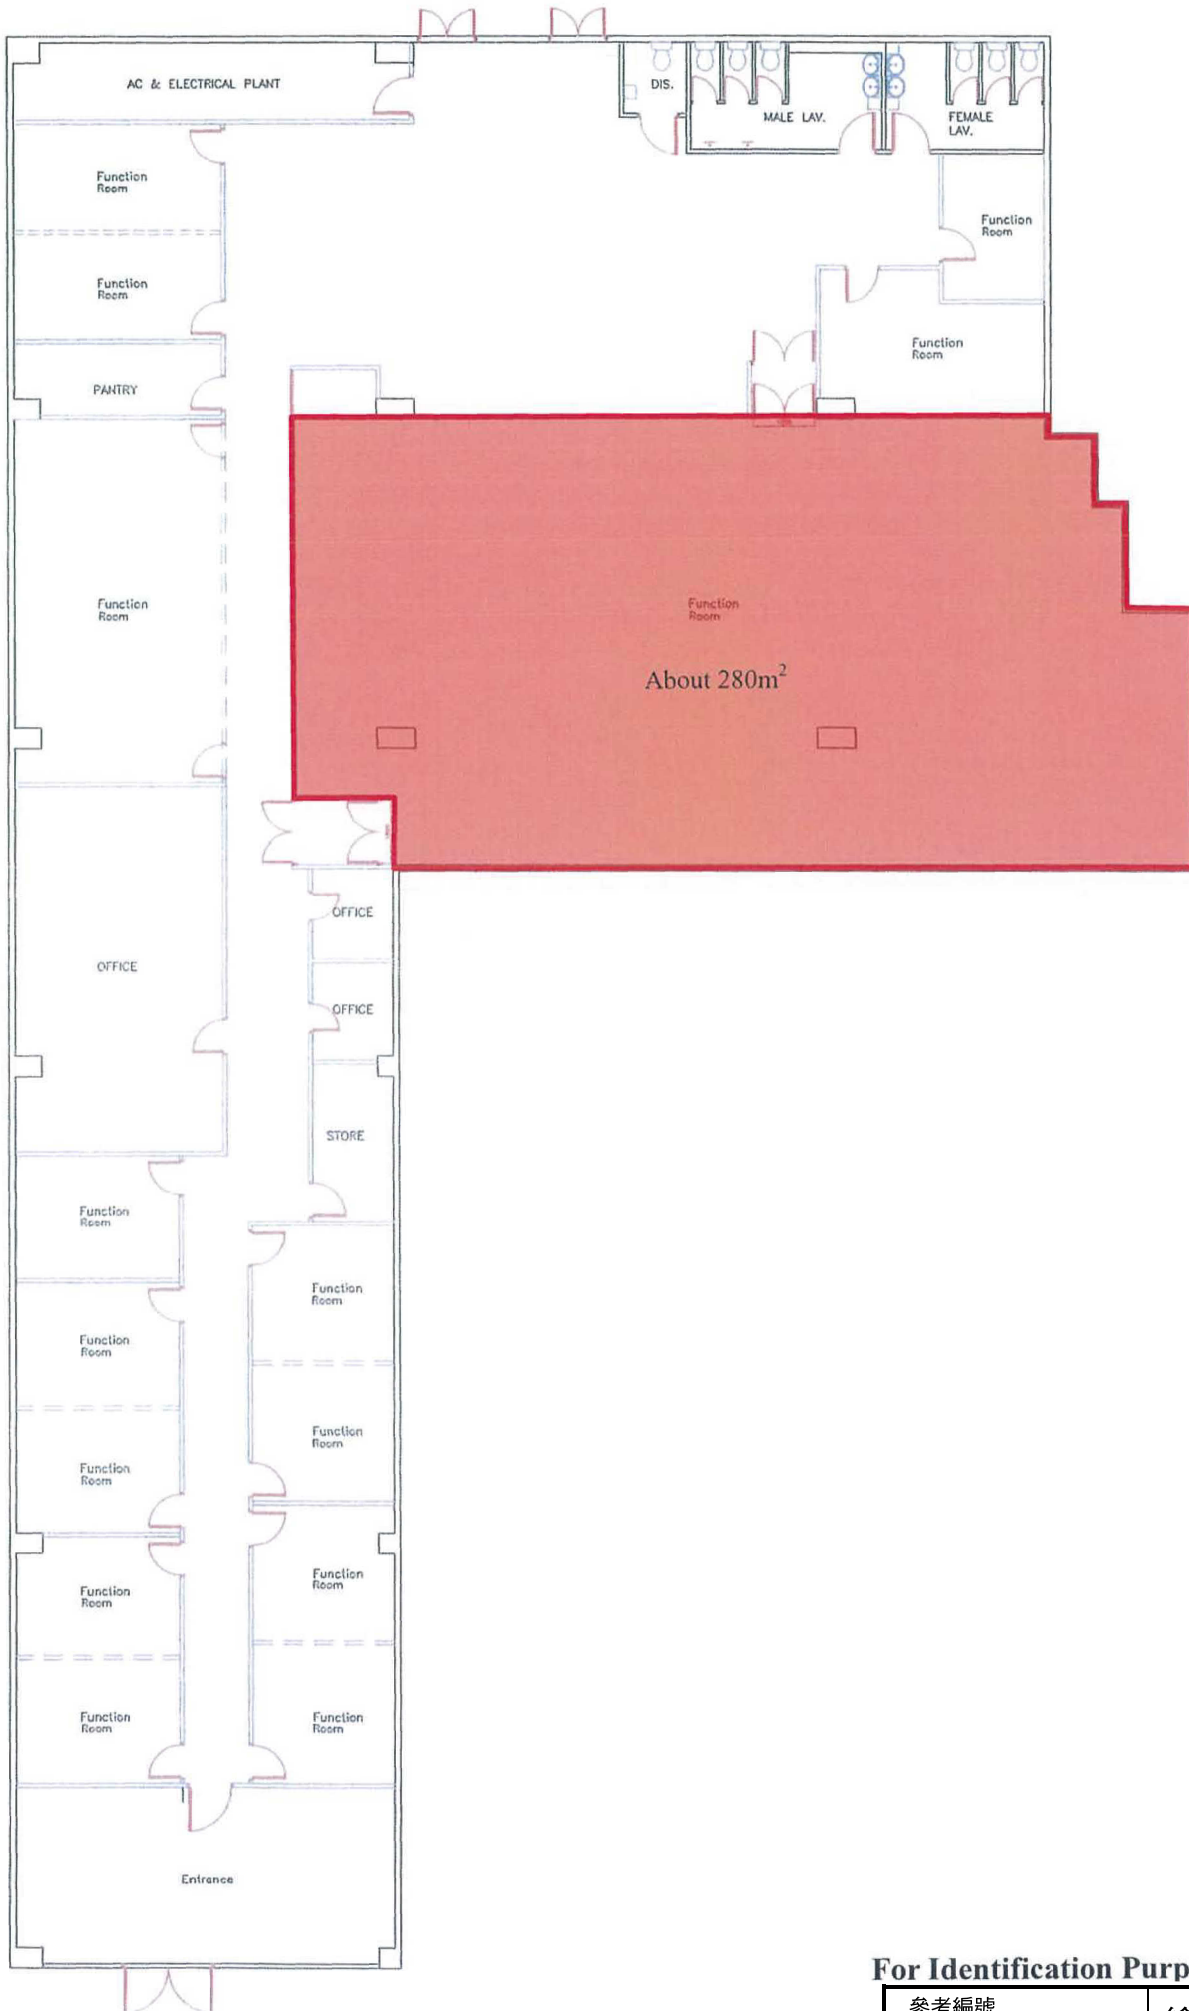 AC & ELECTRICAL PLANT
DIS.
MALE LAV.
FEMALE
LAV.
Function
Room
Function
Room
Function
Room
Function
Room
PANTRY
Function
Room
Function
Room
About 280m²
OFFICE
OFFICE
OFFICE
STORE
Function
Room
Function
Room
Function
Room
Function
Room
Function
Room
Function
Room
Function
Room
Function
Room
Function
Room
Entrance
For Identification Purp
參考編號